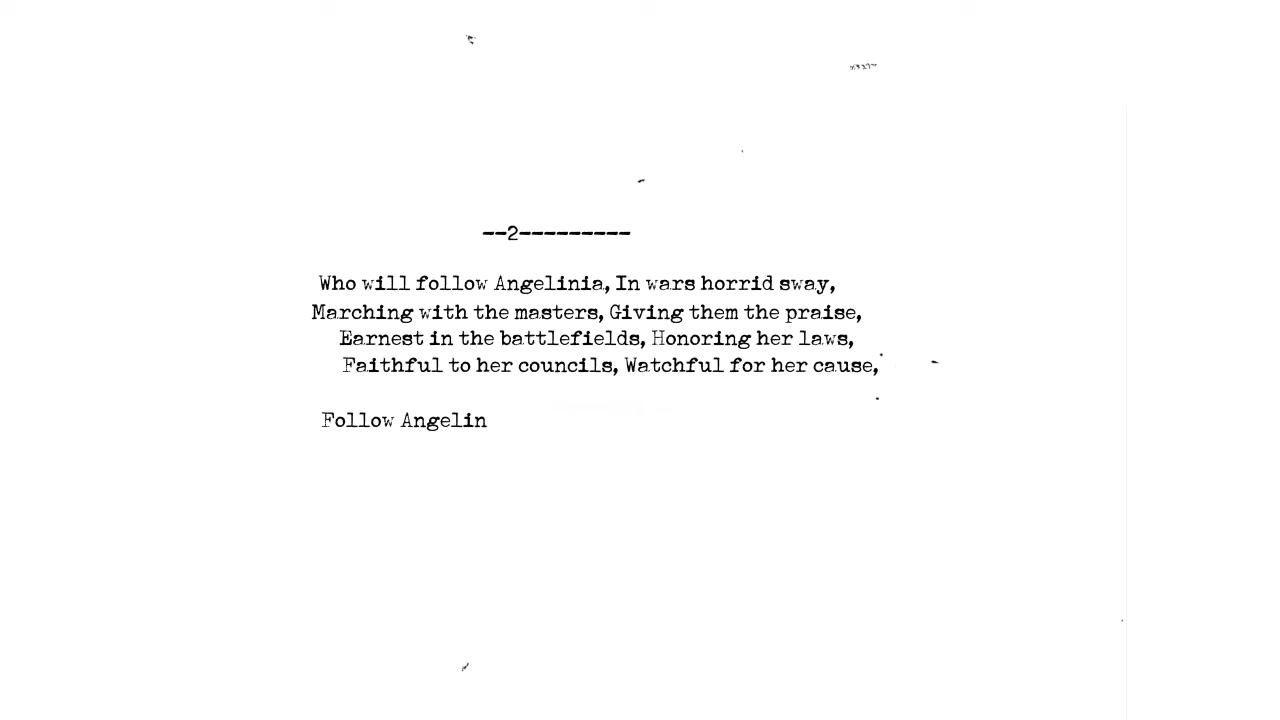 --2---------
Who will follow Angelinia, In wars horrid sway,
Marching with the masters, Giving them the praise,
Earnest in the battlefields, Honoring her laws,
Faithful to her councils, Watchful for her cause,
Follow Angelin